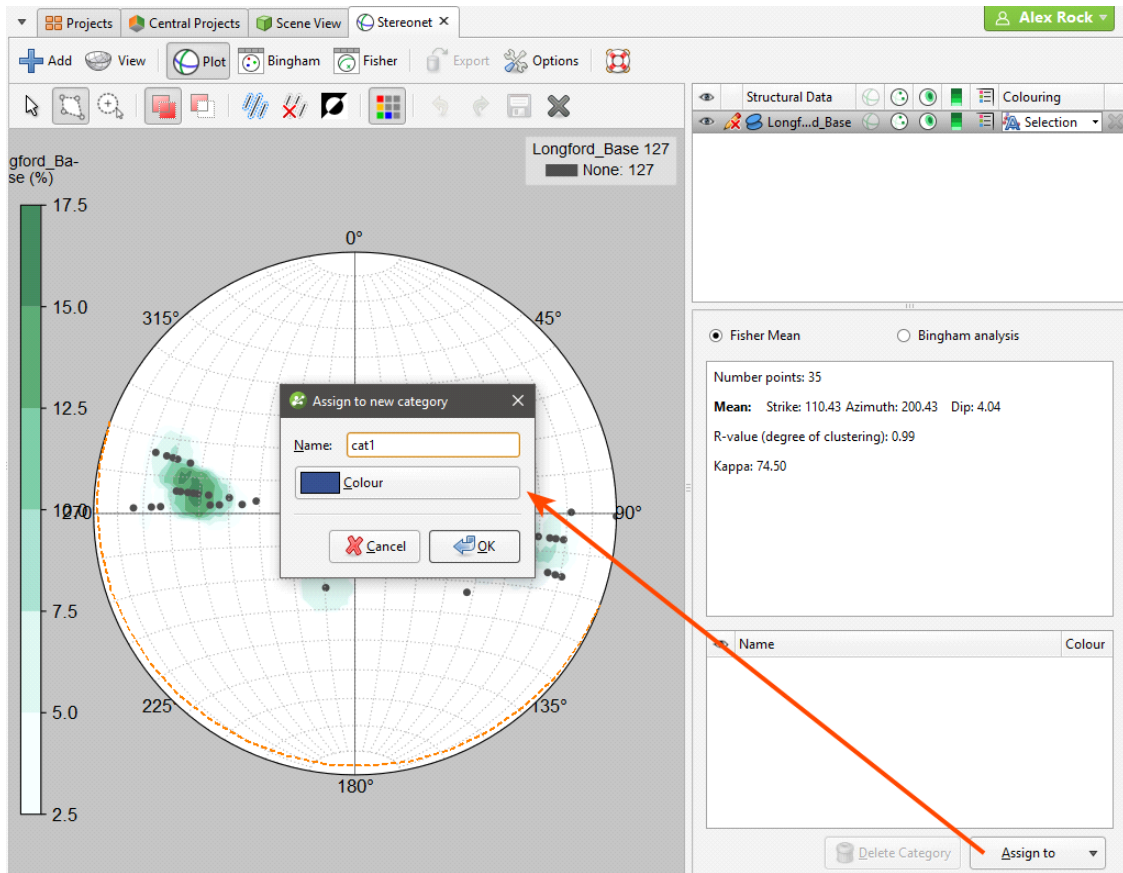 Projects
Central Projects
Scene View
Stereonet
Alex Rock
Add
View
Plot
Bingham
Fisher
Export
Options
Structural Data
Colouring
Longf...d_Base
Selection
gford_Ba-
se (%)
Longford_Base 127
None: 127
17.5
15.0
12.5
10.0
7.5
5.0
2.5
0°
45°
90°
135°
180°
225°
270°
315°
Assign to new category
Name:
cat1
Colour
Cancel
OK
Fisher Mean
Bingham analysis
Number points: 35
Mean: Strike: 110.43 Azimuth: 200.43 Dip: 4.04
R-value (degree of clustering): 0.99
Kappa: 74.50
Name
Colour
Delete Category
Assign to